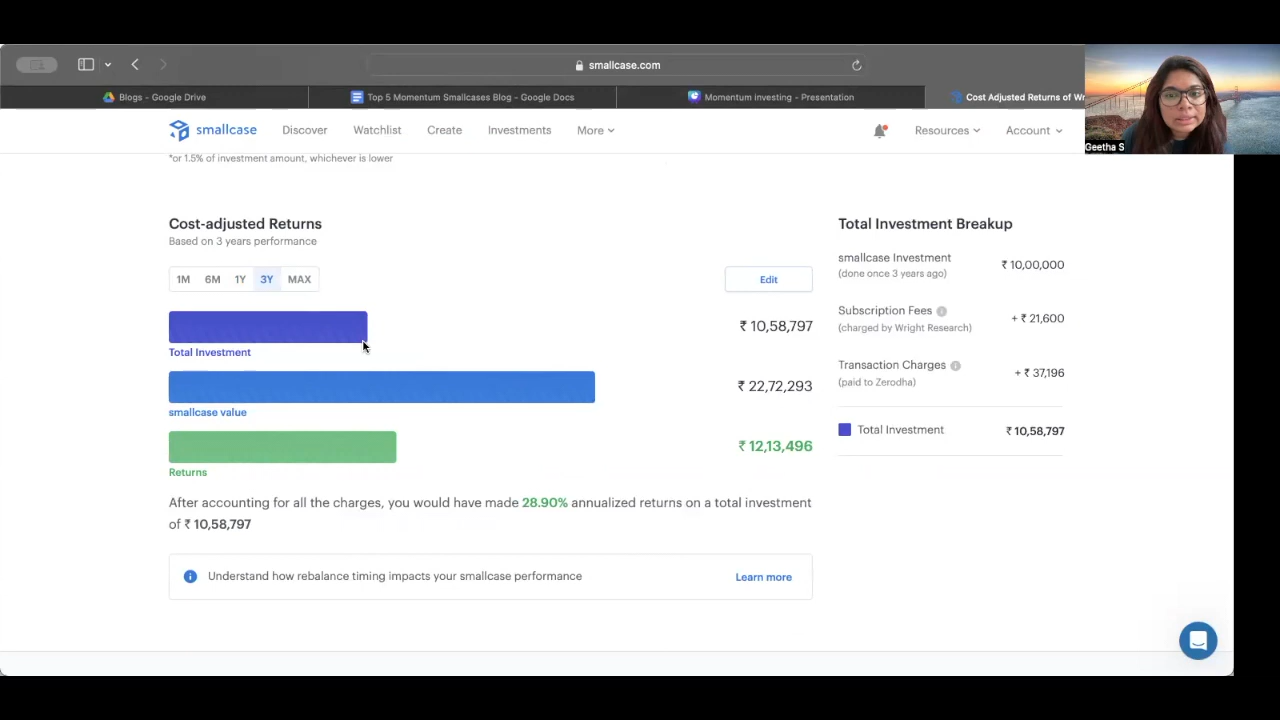 smallcase.com
Blogs - Google Drive
Top 5 Momentum Smallcases Blog - Google Docs
Momentum Investing - Presentation
Cost Adjusted Returns of Wr
smallcase
Discover
Watchlist
Create
Investments
More
Resources
Account
Geetha S
*or 1.5% of investment amount, whichever is lower
Cost-adjusted Returns
Based on 3 years performance
1M 6M 1Y 3Y MAX
Edit
₹ 10,58,797
Total Investment
₹ 22,72,293
smallcase value
₹ 12,13,496
Returns
After accounting for all the charges, you would have made 28.90% annualized returns on a total investment
of ₹ 10,58,797
Understand how rebalance timing impacts your smallcase performance
Learn more
Total Investment Breakup
smallcase Investment
(done once 3 years ago)
₹ 10,00,000
Subscription Fees
(charged by Wright Research)
+ ₹ 21,600
Transaction Charges
(paid to Zerodha)
+ ₹ 37,196
Total Investment
₹ 10,58,797